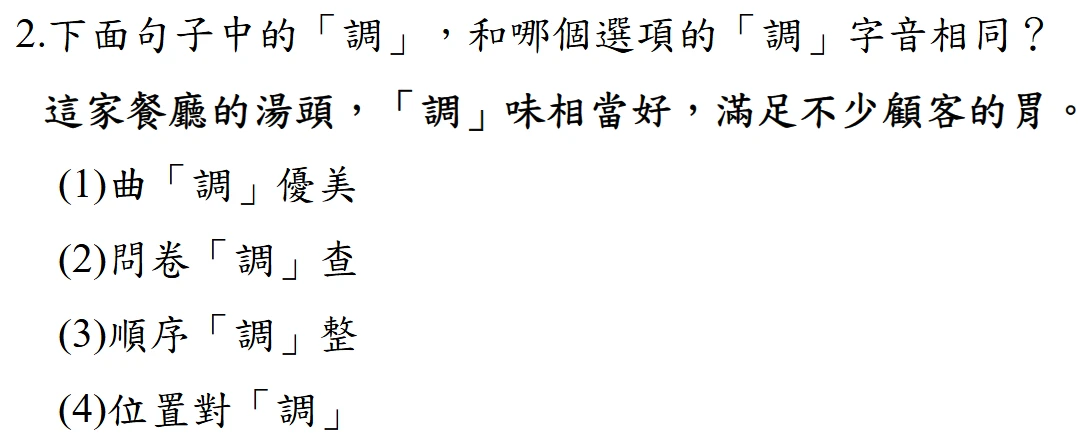 2.下面句子中的「調」，和哪個選項的「調」字音相同？
這家餐廳的湯頭，「調」味相當好，滿足不少顧客的胃。
(1)曲「調」優美
(2)問卷「調」查
(3)順序「調」整
(4)位置對「調」